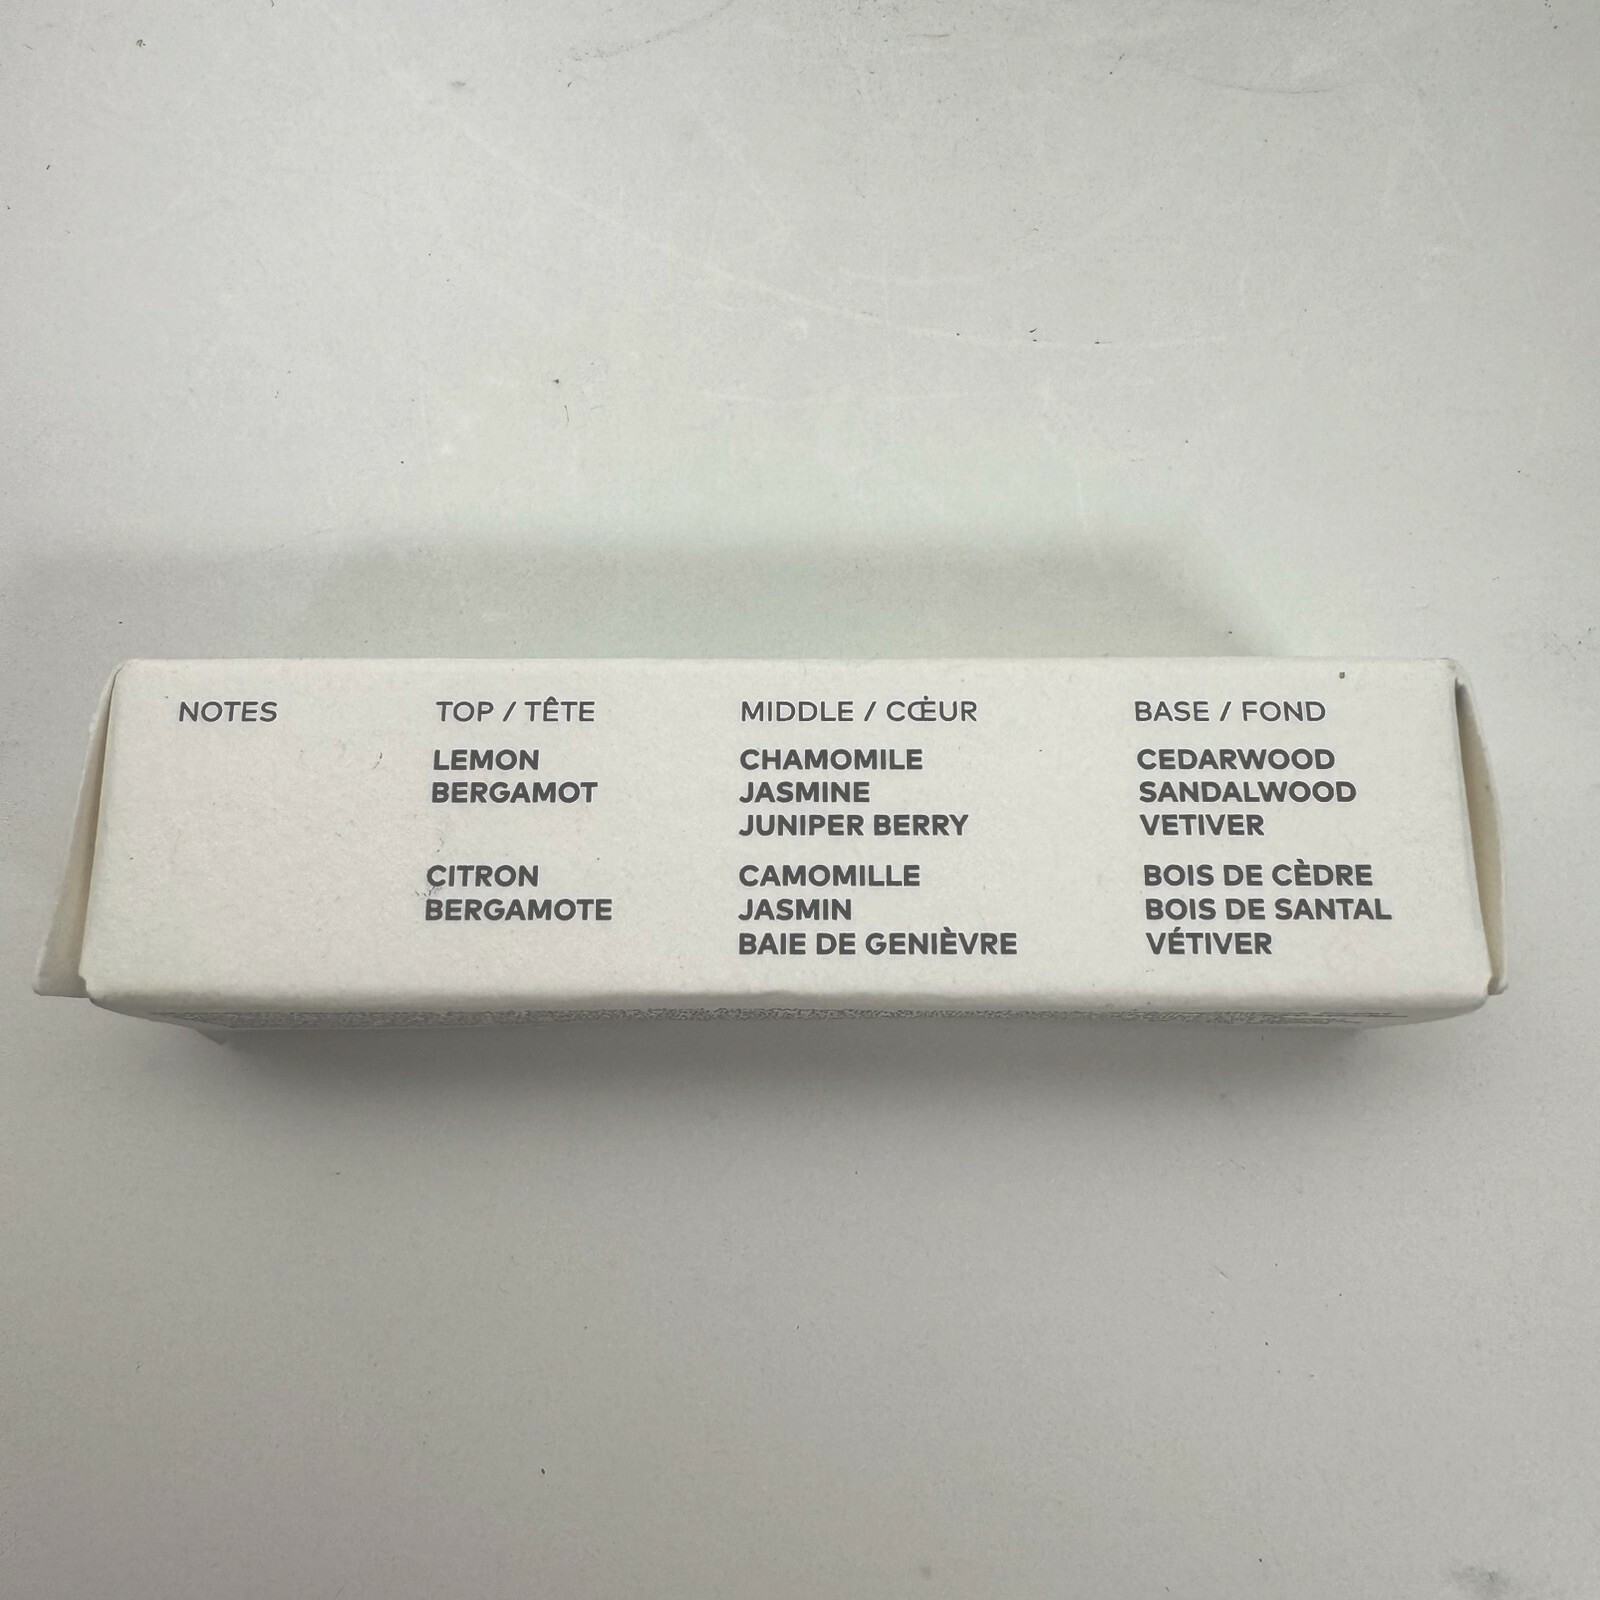 NOTES
TOP / TÊTE
LEMON
BERGAMOT
CITRON
BERGAMOTE
MIDDLE / CŒUR
CHAMOMILE
JASMINE
JUNIPER BERRY
CAMOMILLE
JASMIN
BAIE DE GENIÈVRE
BASE / FOND
CEDARWOOD
SANDALWOOD
VETIVER
BOIS DE CÈDRE
BOIS DE SANTAL
VÉTIVER